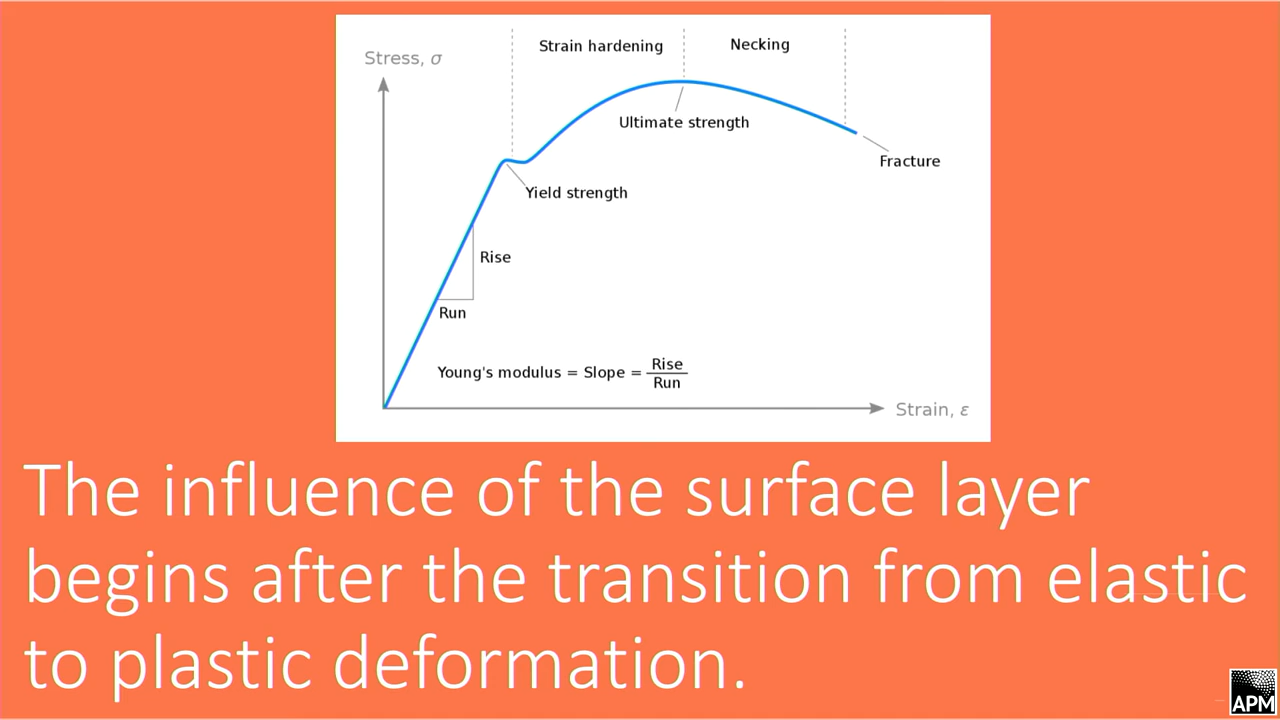 Strain hardening
Necking
Stress, σ
Ultimate strength
Fracture
Yield strength
Rise
Run
Young's modulus = Slope = Rise
Run
Strain, ε
The influence of the surface layer
begins after the transition from elastic
to plastic deformation.
APM